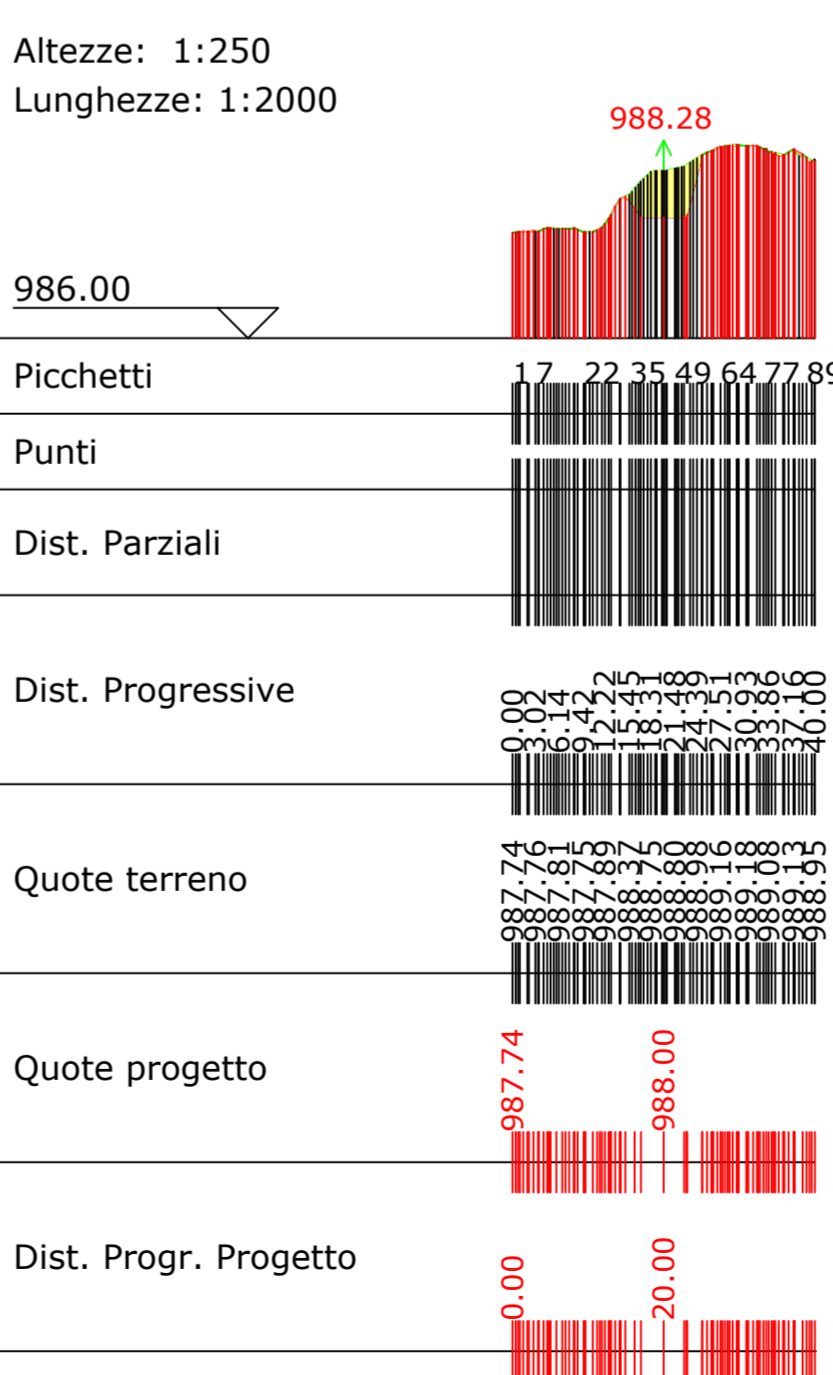 Altezze: 1:250
Lunghezze: 1:2000
988.28
986.00
Picchetti
1 7 22 35 49 64 77 89
Punti
Dist. Parziali
Dist. Progressive
0.00 3.02 6.14 9.42 12.22 15.45 18.31 21.48 24.39 27.51 30.93 33.86 37.16 40.00
Quote terreno
987.74 987.76 987.81 987.75 987.89 988.37 988.75 988.80 988.98 989.16 989.18 989.08 989.13 988.95
Quote progetto
987.74 988.00
Dist. Progr. Progetto
0.00 20.00